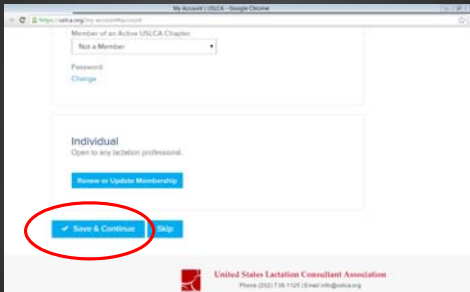 My Account | USLCA - Google Chrome
https://uslca.org/my-account#account
Member of an Active USLCA Chapter
Not a Member
Password
Change
Individual
Open to any lactation professional.
Renew or Update Membership
✔ Save & Continue
Skip
United States Lactation Consultant Association
Phone (202) 738-1125 | Email info@uslca.org